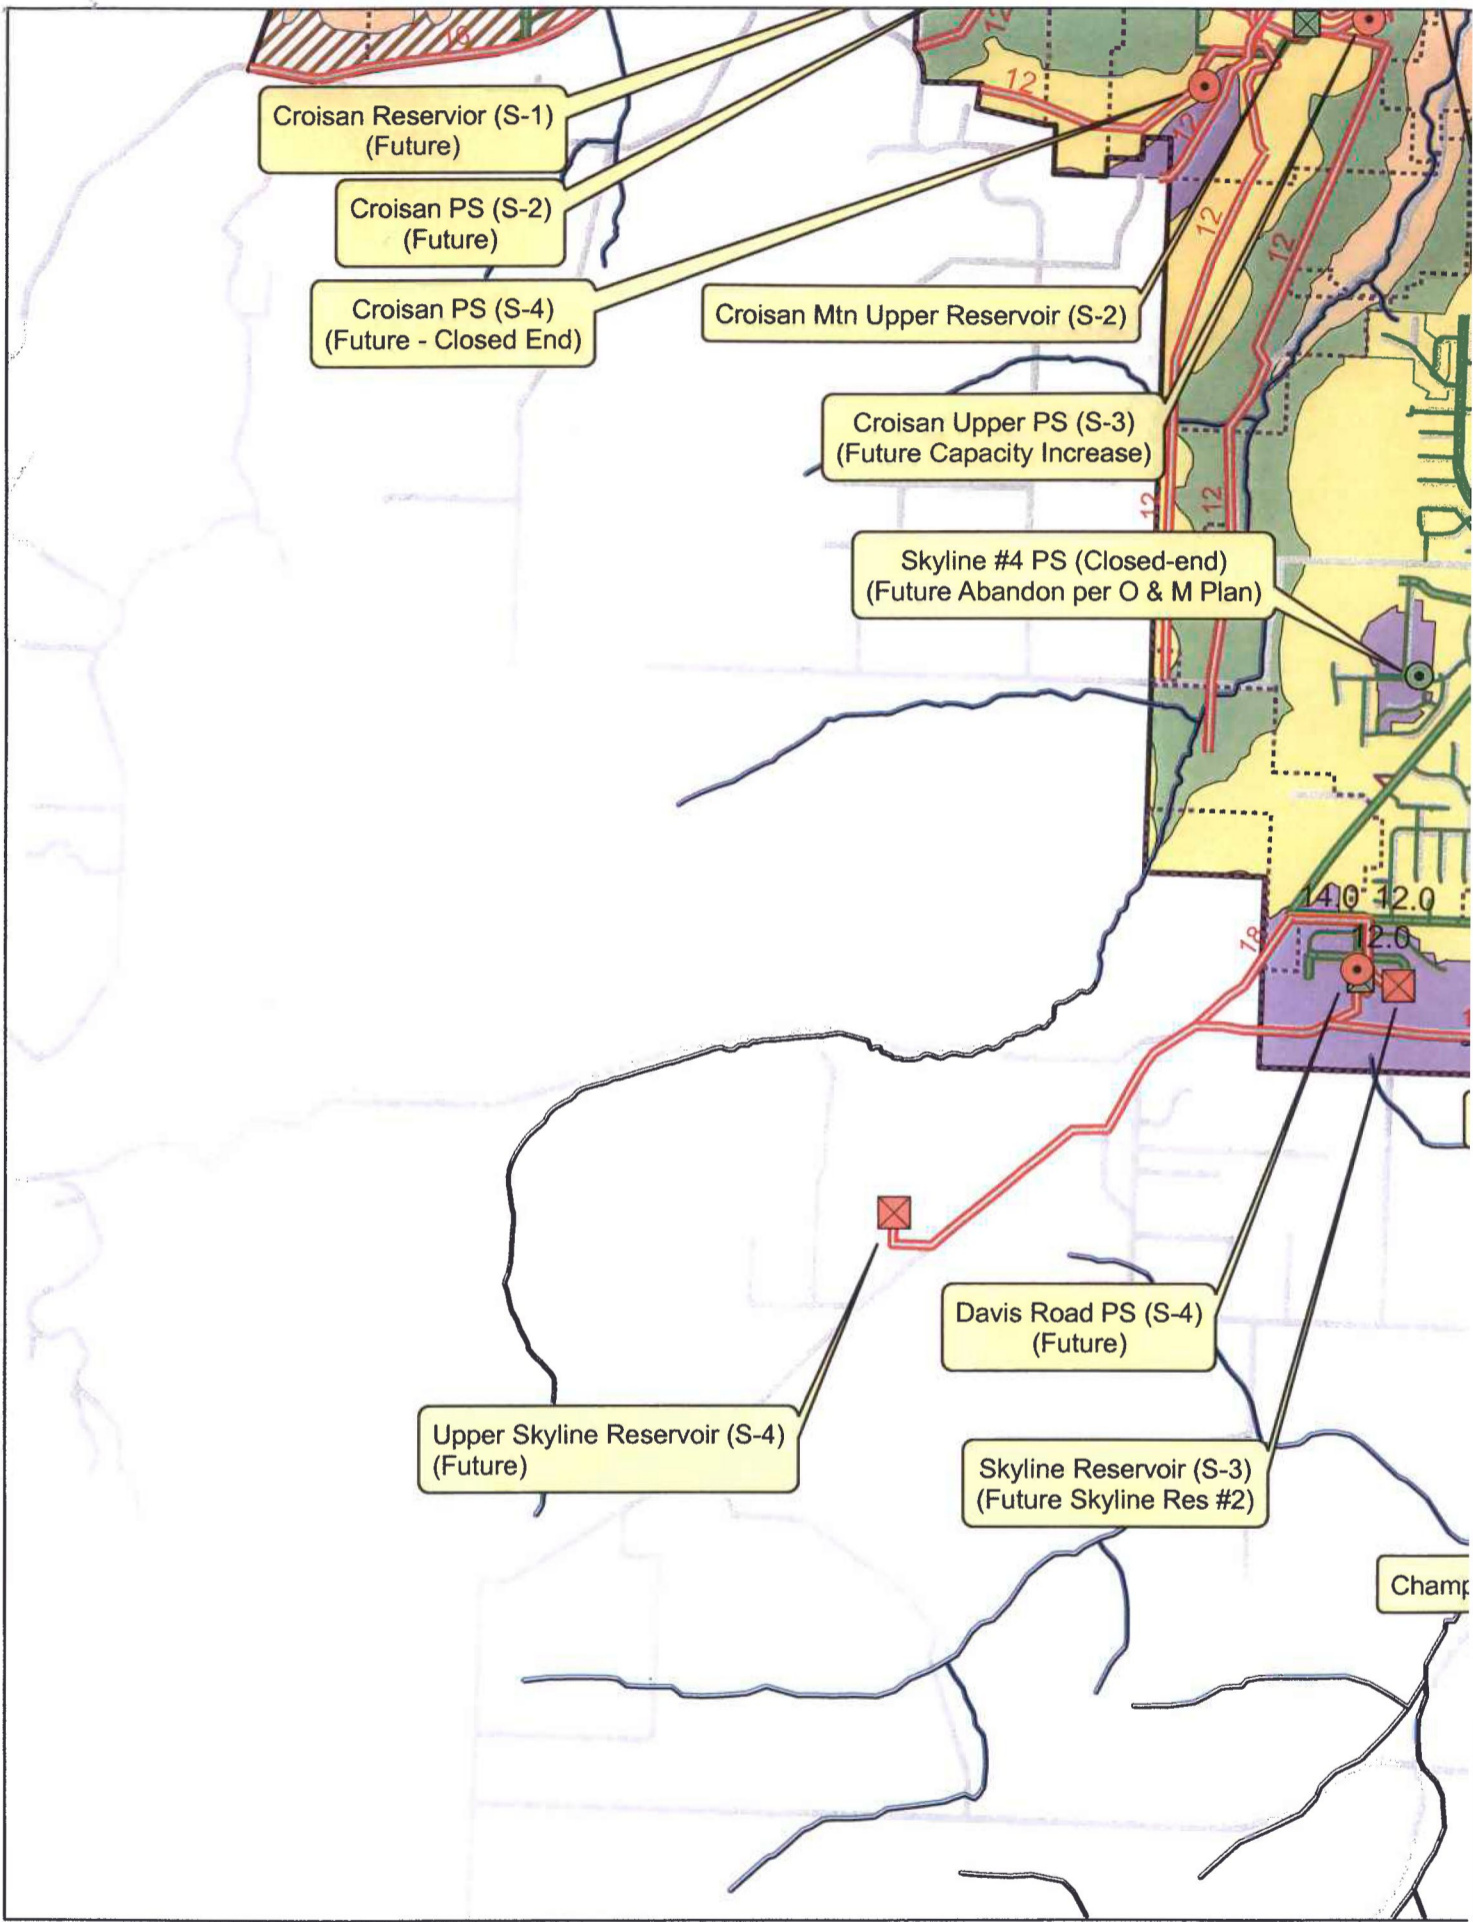 16
12
12
Croisan Reservior (S-1)
(Future)
12
Croisan PS (S-2)
(Future)
12
12
Croisan PS (S-4)
(Future - Closed End)
Croisan Mtn Upper Reservoir (S-2)
Croisan Upper PS (S-3)
(Future Capacity Increase)
12
12
Skyline #4 PS (Closed-end)
(Future Abandon per O & M Plan)
14.0 12.0
18
12.0
Davis Road PS (S-4)
(Future)
Upper Skyline Reservoir (S-4)
(Future)
Skyline Reservoir (S-3)
(Future Skyline Res #2)
Champ